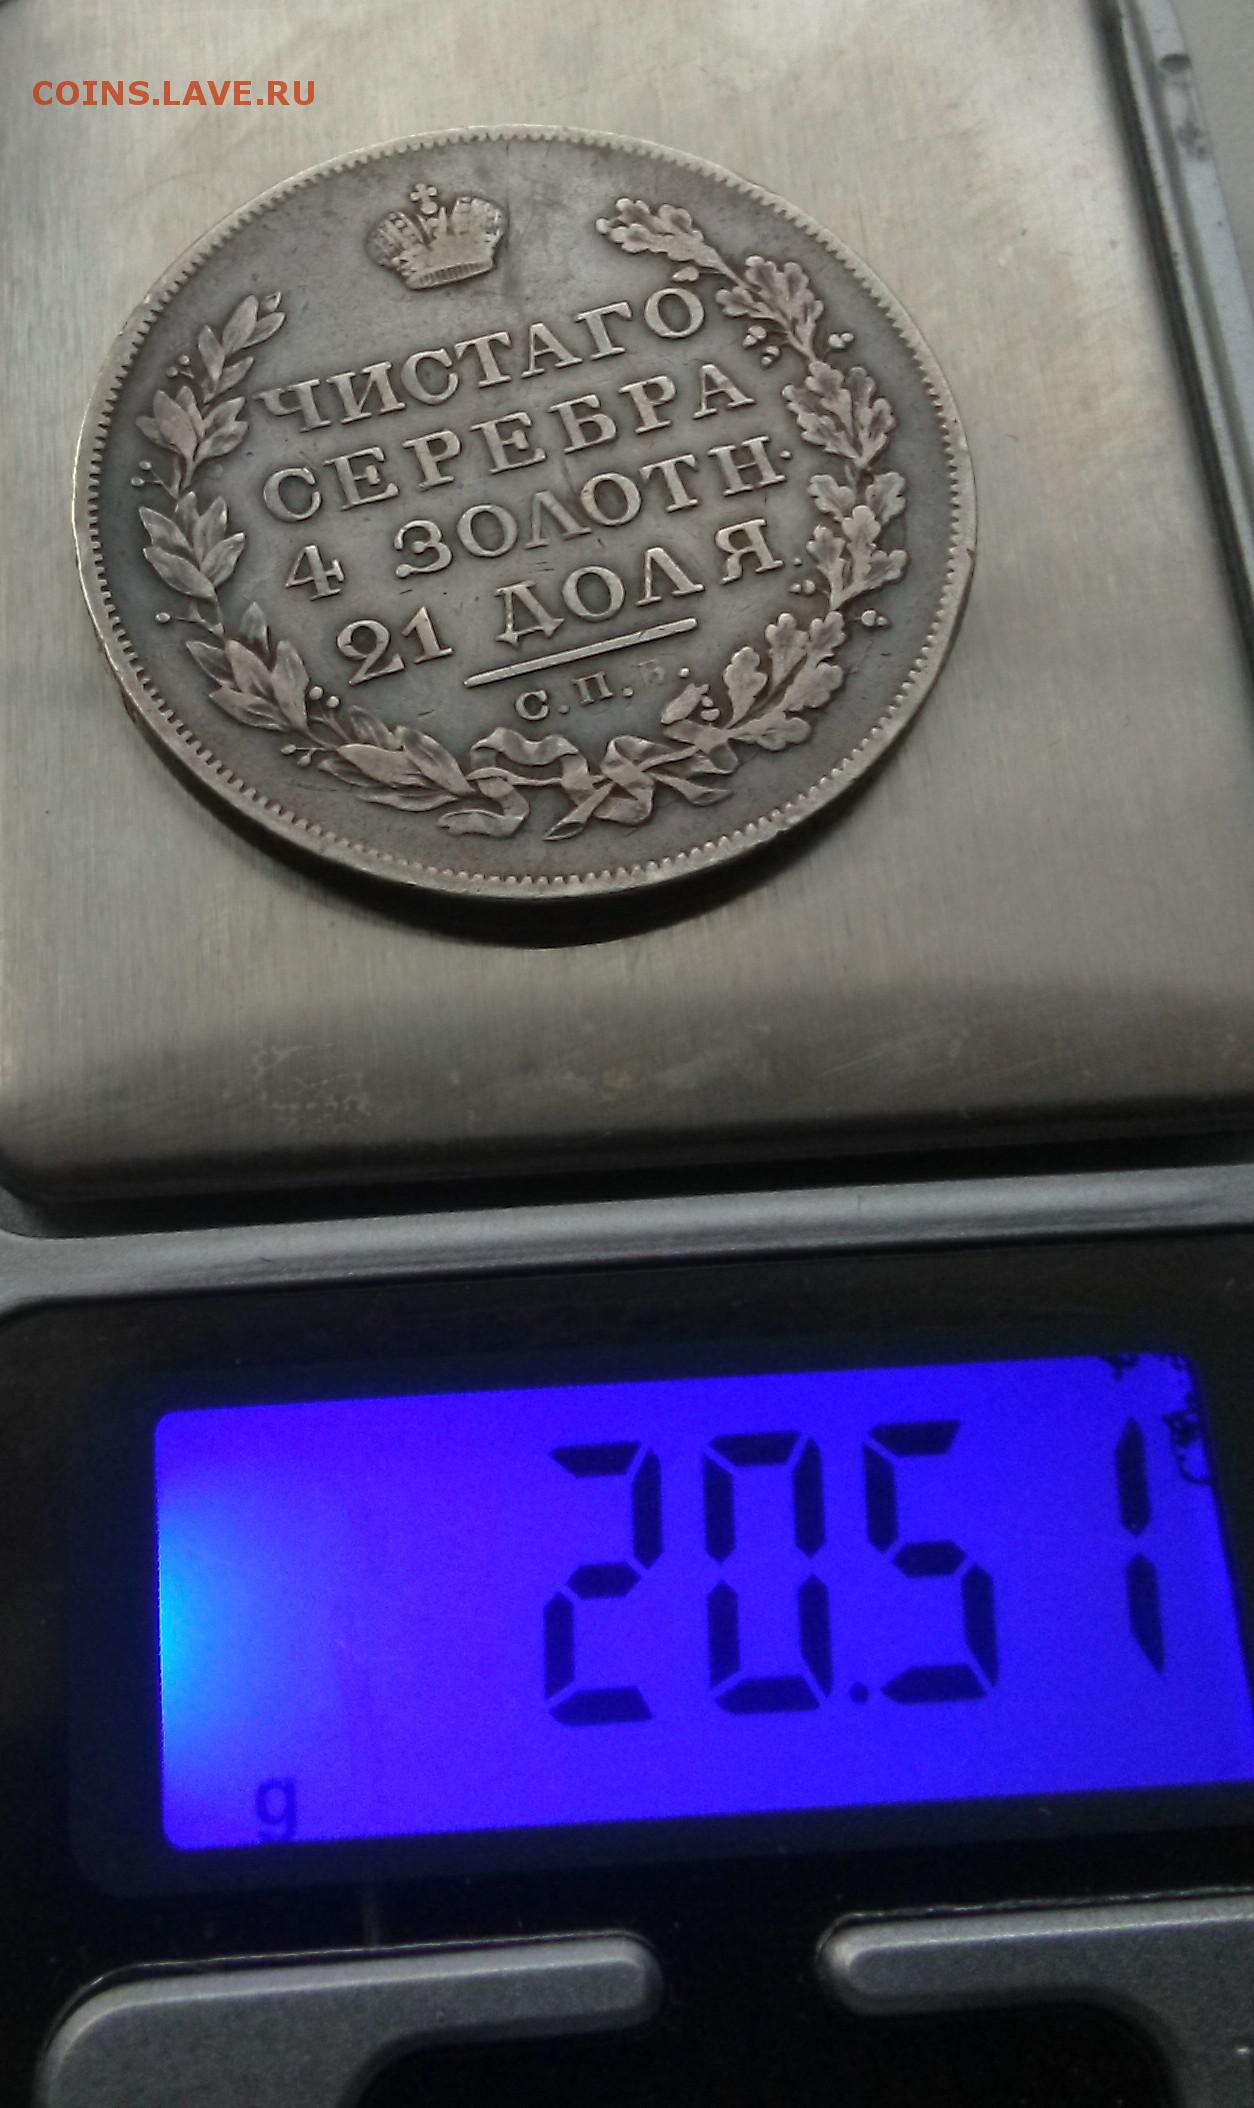 COINS.LAVE.RU
ЧИСТАГО
СЕРЕБРА
4 ЗОЛОТН.
21 ДОЛЯ.
С.П.Б.
20.51
g